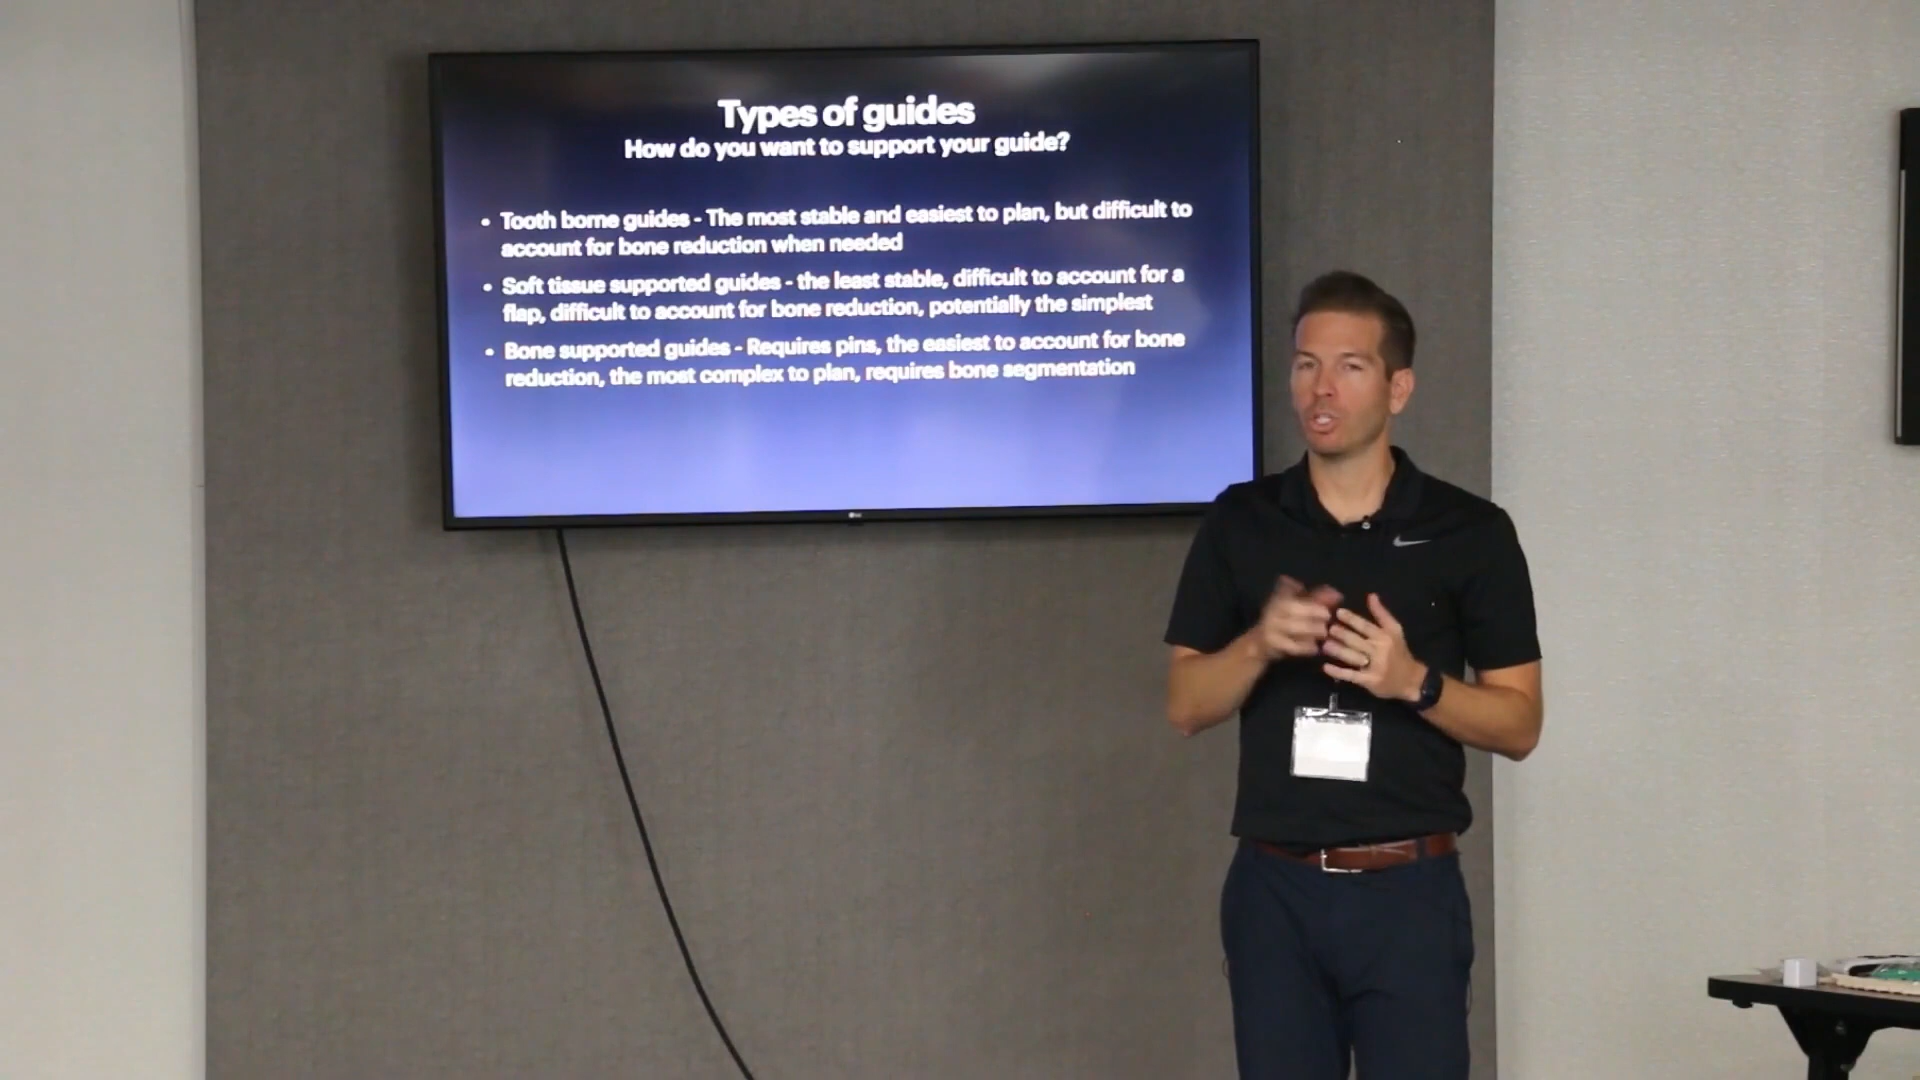 Types of guides
How do you want to support your guide?
• Tooth borne guides - The most stable and easiest to plan, but difficult to
account for bone reduction when needed
• Soft tissue supported guides - the least stable, difficult to account for a
flap, difficult to account for bone reduction, potentially the simplest
• Bone supported guides - Requires pins, the easiest to account for bone
reduction, the most complex to plan, requires bone segmentation